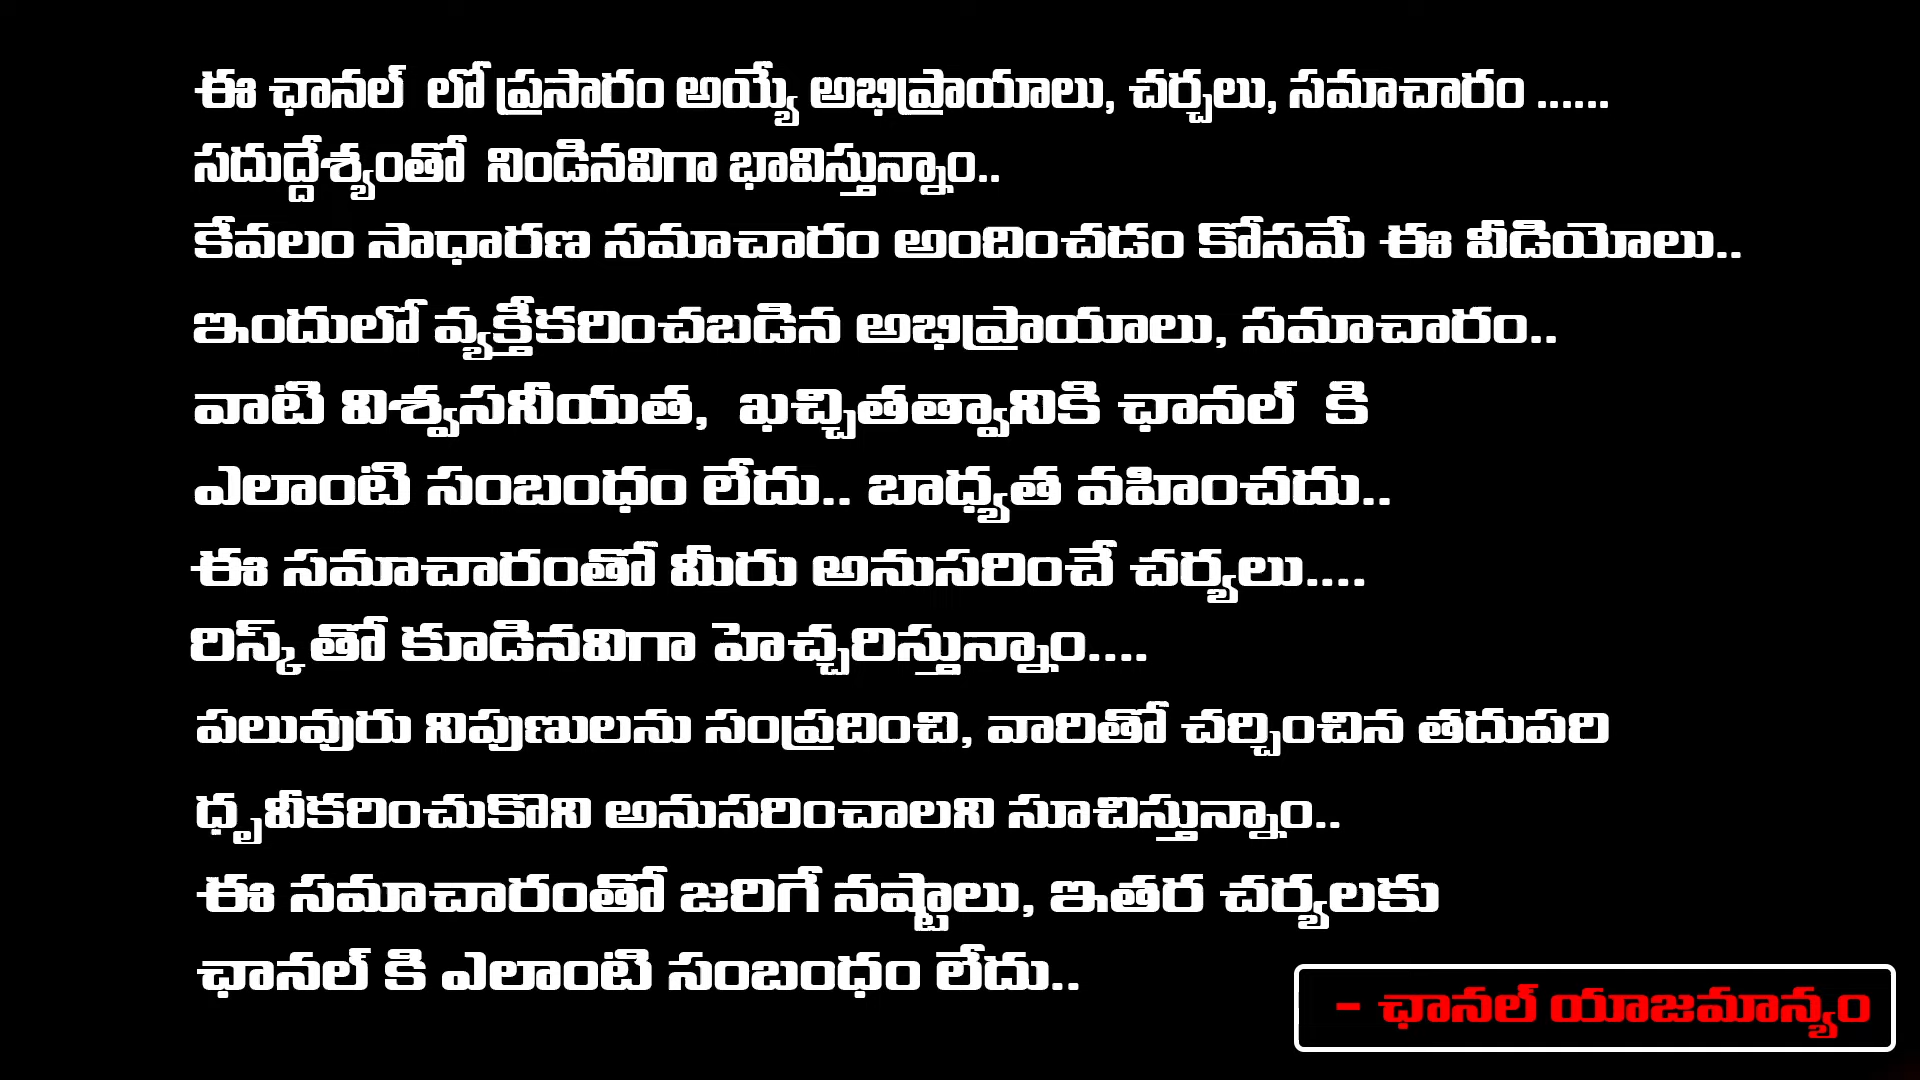 ఈ ఛానల్ లో ప్రసారం అయ్యే అభిప్రాయాలు, చర్చలు, సమాచారం ......
సదుద్దేశ్యంతో నిండినవిగా భావిస్తున్నాం..
కేవలం సాధారణ సమాచారం అందించడం కోసమే ఈ వీడియోలు..
ఇందులో వ్యక్తీకరించబడిన అభిప్రాయాలు, సమాచారం..
వాటి విశ్వసనీయత, ఖచ్చితత్వానికి ఛానల్ కి
ఎలాంటి సంబంధం లేదు.. బాధ్యత వహించదు..
ఈ సమాచారంతో మీరు అనుసరించే చర్యలు....
రిస్క్ తో కూడినవిగా హెచ్చరిస్తున్నాం....
పలువురు నిపుణులను సంప్రదించి, వారితో చర్చించిన తదుపరి
ధృవీకరించుకొని అనుసరించాలని సూచిస్తున్నాం..
ఈ సమాచారంతో జరిగే నష్టాలు, ఇతర చర్యలకు
ఛానల్ కి ఎలాంటి సంబంధం లేదు..
- ఛానల్ యాజమాన్యం